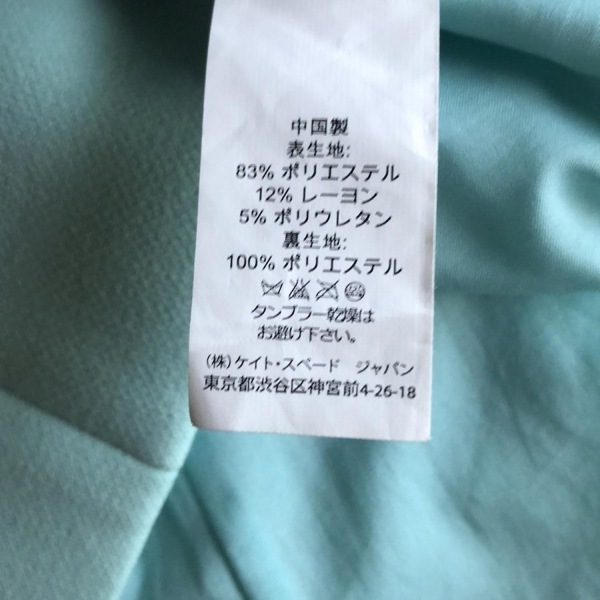 中国製
表生地:
83% ポリエステル
12% レーヨン
5% ポリウレタン
裏生地:
100% ポリエステル
タンブラー乾燥は
お避け下さい。
(株)ケイト・スペード ジャパン
東京都渋谷区神宮前4-26-18